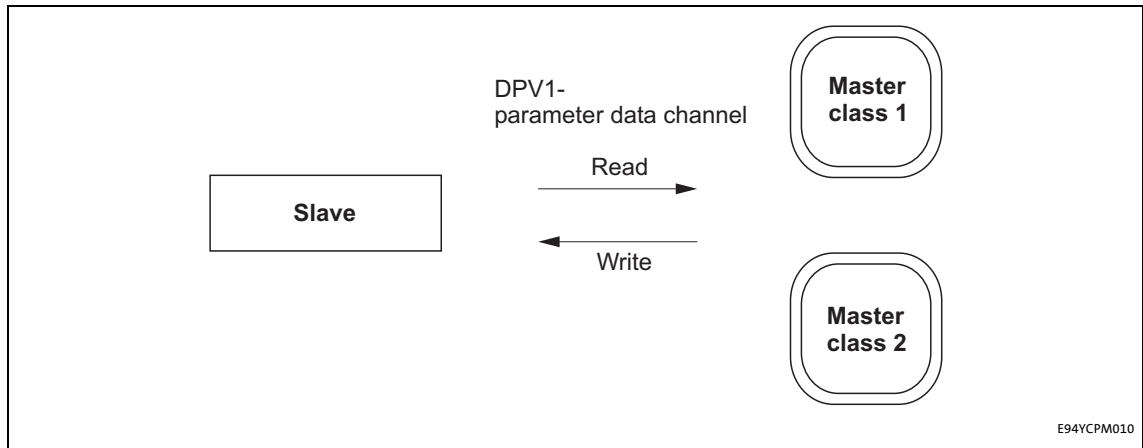 DPV1-
parameter data channel
Read
Write
Slave
Master
class 1
Master
class 2
E94YCPM010